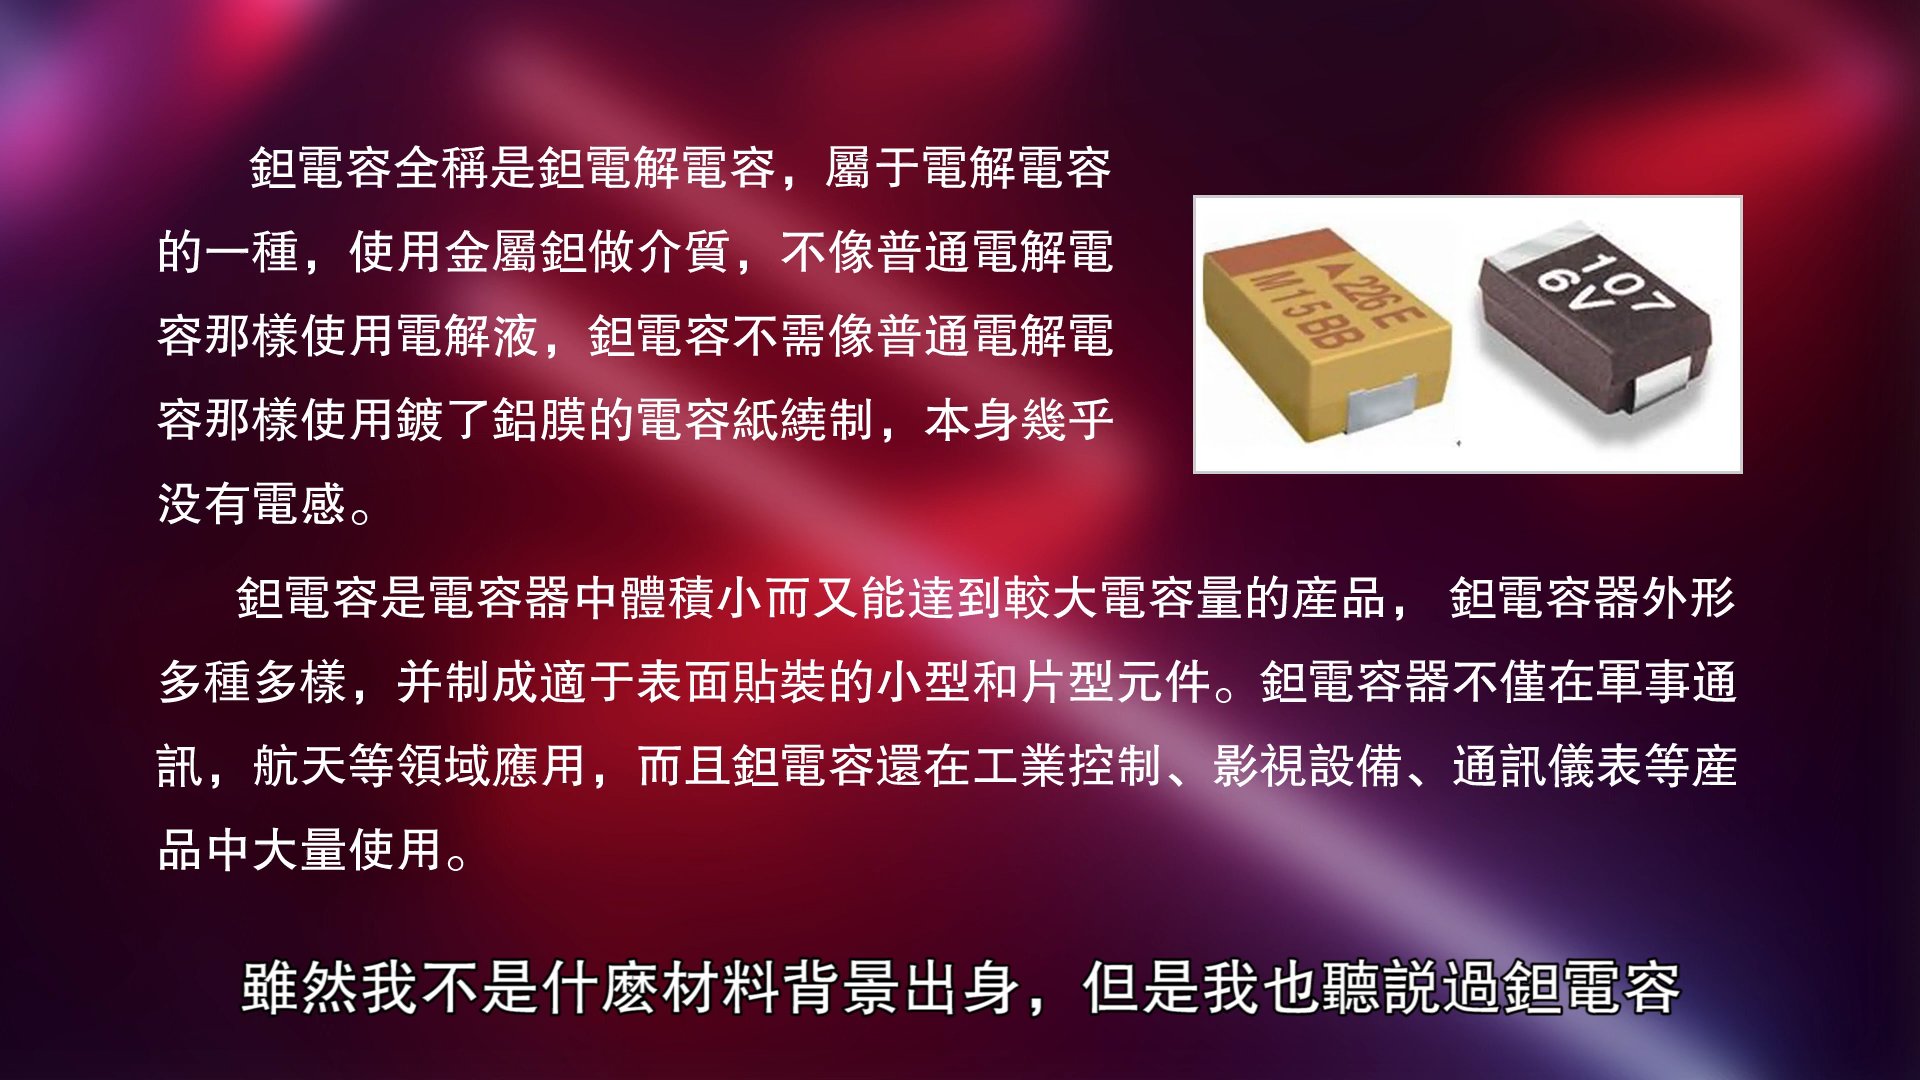 鉭電容全稱是鉭電解電容，屬于電解電容
的一種，使用金屬鉭做介質，不像普通電解電
容那樣使用電解液，鉭電容不需像普通電解電
容那樣使用鍍了鋁膜的電容紙繞制，本身幾乎
没有電感。
226E
M15BB
107
6V
鉭電容是電容器中體積小而又能達到較大電容量的産品， 鉭電容器外形
多種多樣，并制成適于表面貼裝的小型和片型元件。鉭電容器不僅在軍事通
訊，航天等領域應用，而且鉭電容還在工業控制、影視設備、通訊儀表等産
品中大量使用。
雖然我不是什麽材料背景出身，但是我也聽説過鉭電容